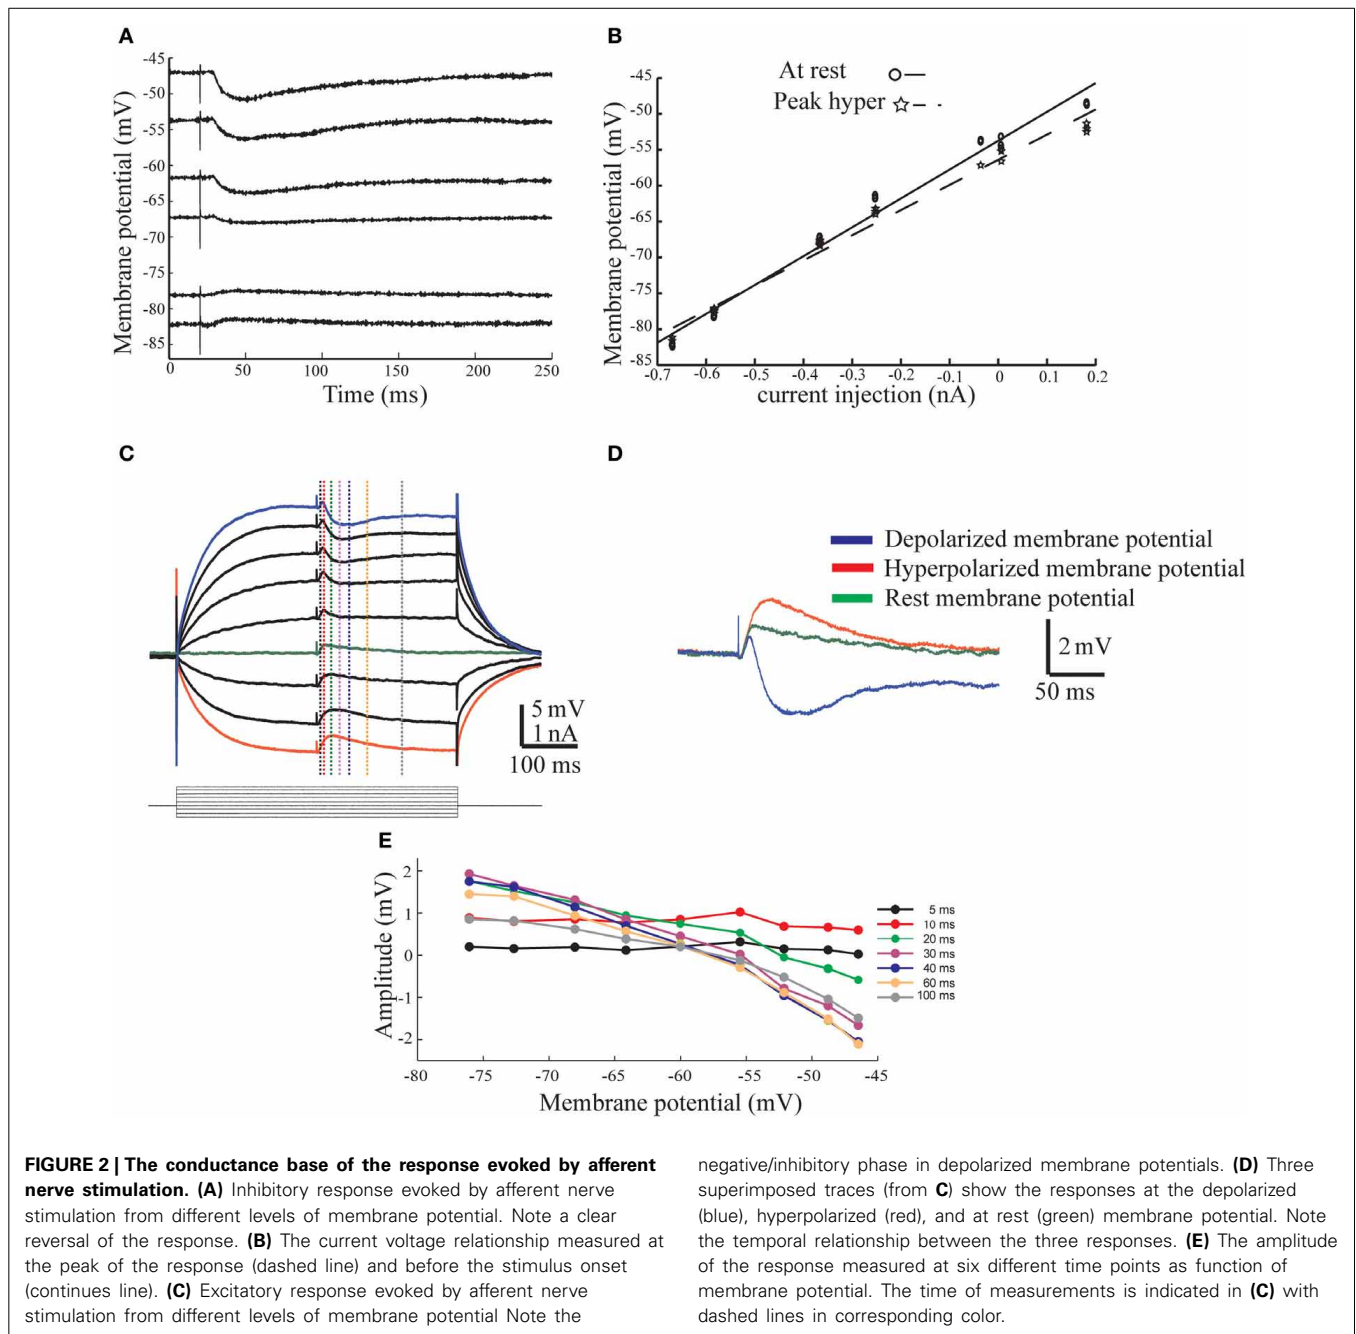 A
-45
-50
-55
-60
-65
-70
-75
-80
-85
Membrane potential (mV)
0 50 100 150 200 250
Time (ms)
B
At rest
Peak hyper
-45
-50
-55
-60
-65
-70
-75
-80
-85
Membrane potential (mV)
-0.7 -0.6 -0.5 -0.4 -0.3 -0.2 -0.1 0 0.1 0.2
current injection (nA)
C
5 mV
1 nA
100 ms
D
Depolarized membrane potential
Hyperpolarized membrane potential
Rest membrane potential
2 mV
50 ms
E
2
1
0
-1
-2
Amplitude (mV)
-80 -75 -70 -65 -60 -55 -50 -45
Membrane potential (mV)
5 ms
10 ms
20 ms
30 ms
40 ms
60 ms
100 ms
FIGURE 2 | The conductance base of the response evoked by afferent
nerve stimulation. (A) Inhibitory response evoked by afferent nerve
stimulation from different levels of membrane potential. Note a clear
reversal of the response. (B) The current voltage relationship measured at
the peak of the response (dashed line) and before the stimulus onset
(continues line). (C) Excitatory response evoked by afferent nerve
stimulation from different levels of membrane potential Note the
negative/inhibitory phase in depolarized membrane potentials. (D) Three
superimposed traces (from C) show the responses at the depolarized
(blue), hyperpolarized (red), and at rest (green) membrane potential. Note
the temporal relationship between the three responses. (E) The amplitude
of the response measured at six different time points as function of
membrane potential. The time of measurements is indicated in (C) with
dashed lines in corresponding color.